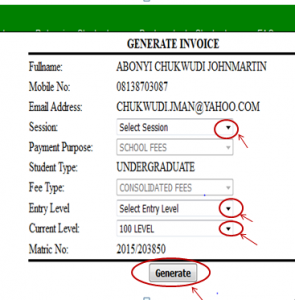 GENERATE INVOICE
Fullname: ABONYI CHUKWUDI JOHNMARTIN
Mobile No: 08138703087
Email Address: CHUKWUDI.JMAN@YAHOO.COM
Session: Select Session
Payment Purpose: SCHOOL FEES
Student Type: UNDERGRADUATE
Fee Type: CONSOLIDATED FEES
Entry Level Select Entry Level
Current Level: 100 LEVEL
Matric No: 2015/203850
Generate